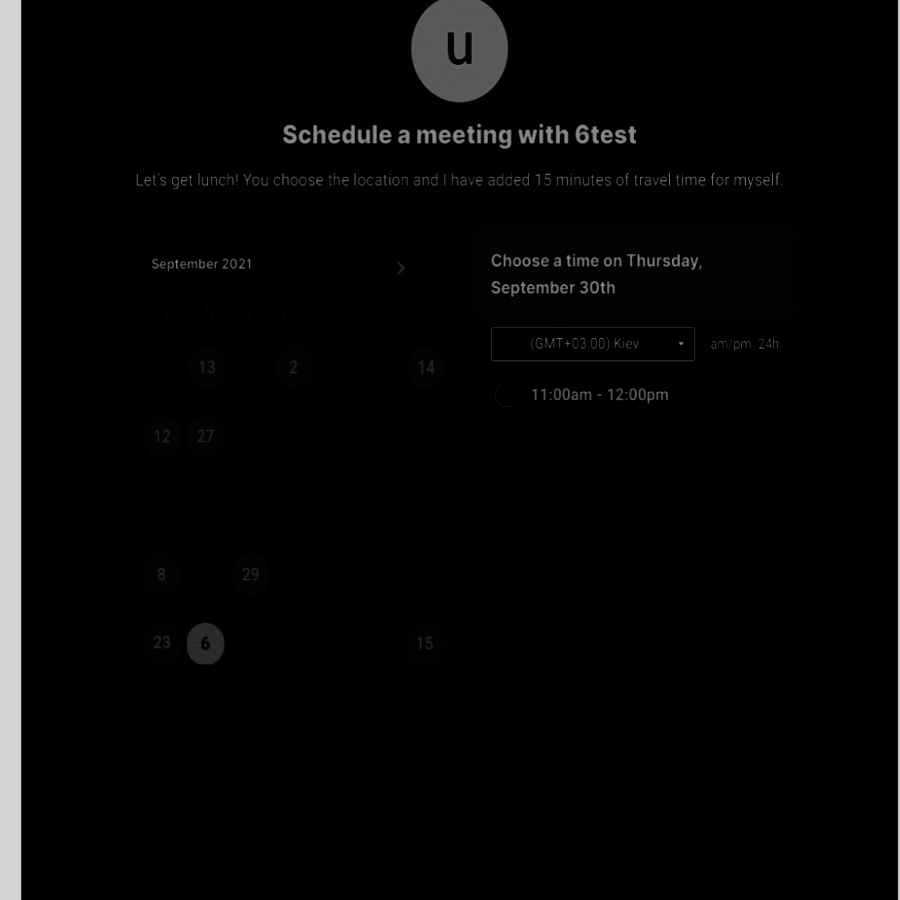 u
Schedule a meeting with 6test
Let's get lunch! You choose the location and I have added 15 minutes of travel time for myself.
September 2021
13 2 14
12 27
8 29
23 6 15
Choose a time on Thursday,
September 30th
(GMT+03:00) Kiev am/pm 24h
11:00am - 12:00pm